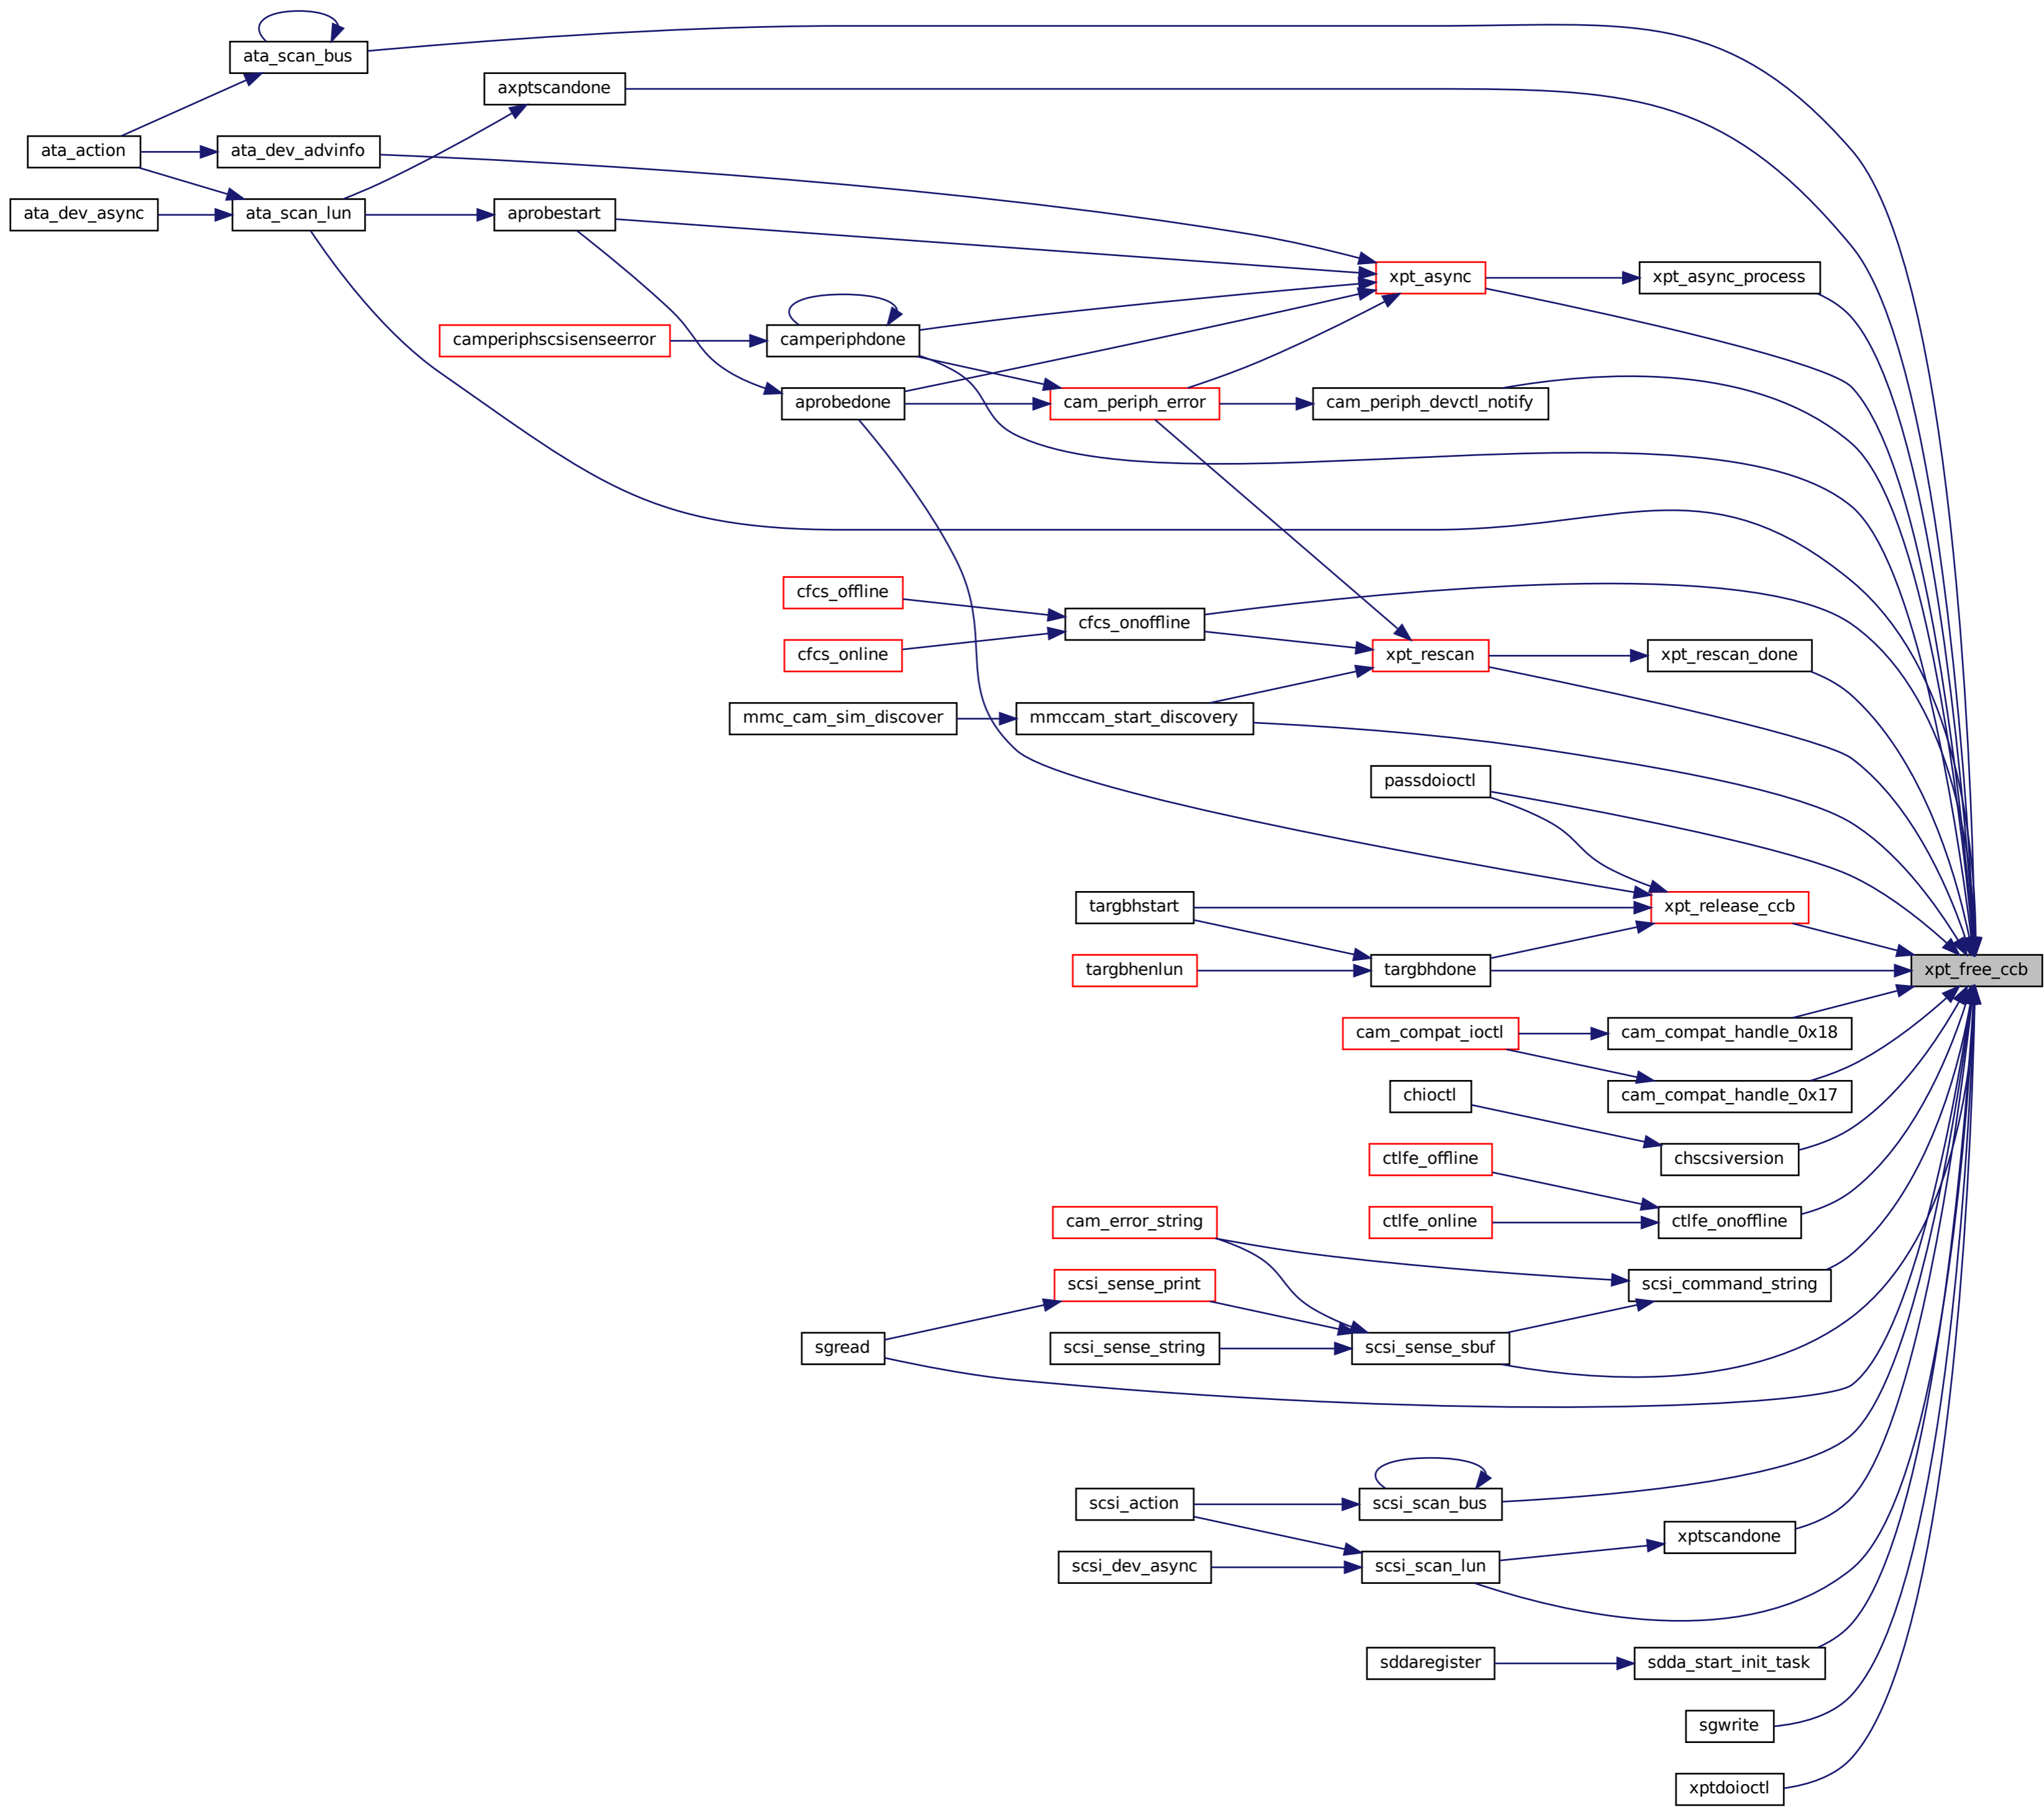 ata_scan_bus
axptscandone
ata_action
ata_dev_advinfo
ata_dev_async
ata_scan_lun
aprobestart
xpt_async
xpt_async_process
camperiphscsisenseerror
camperiphdone
aprobedone
cam_periph_error
cam_periph_devctl_notify
cfcs_offline
cfcs_onoffline
cfcs_online
xpt_rescan
xpt_rescan_done
mmc_cam_sim_discover
mmccam_start_discovery
passdoioctl
targbhstart
xpt_release_ccb
targbhenlun
targbhdone
xpt_free_ccb
cam_compat_ioctl
cam_compat_handle_0x18
chioctl
cam_compat_handle_0x17
ctlfe_offline
chscsiversion
cam_error_string
ctlfe_online
ctlfe_onoffline
scsi_sense_print
scsi_command_string
sgread
scsi_sense_string
scsi_sense_sbuf
scsi_action
scsi_scan_bus
xptscandone
scsi_dev_async
scsi_scan_lun
sddaregister
sdda_start_init_task
sgwrite
xptdoioctl